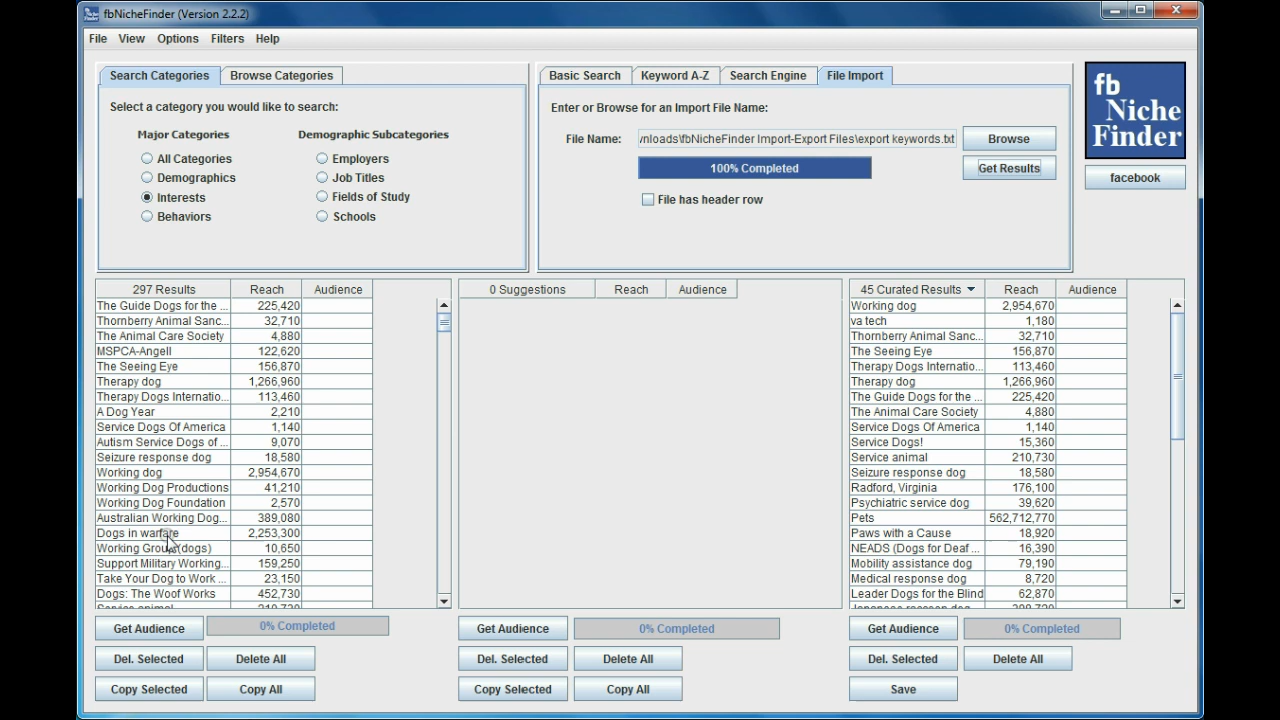 fbNicheFinder (Version 2.2.2)
File View Options Filters Help
Search Categories Browse Categories
Select a category you would like to search:
Major Categories Demographic Subcategories
All Categories Employers
Demographics Job Titles
Interests Fields of Study
Behaviors Schools
Basic Search Keyword A-Z Search Engine File Import
Enter or Browse for an Import File Name:
File Name: nloads\fbNicheFinder Import-Export Files\export keywords.txt Browse
100% Completed Get Results
File has header row
fb
Niche
Finder
facebook
297 Results Reach Audience
The Guide Dogs for the ... 225,420
Thornberry Animal Sanc... 32,710
The Animal Care Society 4,880
MSPCA-Angell 122,620
The Seeing Eye 156,870
Therapy dog 1,266,960
Therapy Dogs Internatio... 113,460
A Dog Year 2,210
Service Dogs Of America 1,140
Autism Service Dogs of ... 9,070
Seizure response dog 18,580
Working dog 2,954,670
Working Dog Productions 41,210
Working Dog Foundation 2,570
Australian Working Dog... 389,080
Dogs in warfare 2,253,300
Working Group (dogs) 10,650
Support Military Working... 159,250
Take Your Dog to Work ... 23,150
Dogs: The Woof Works 452,730
Service animal 210,730
Get Audience 0% Completed
Del. Selected Delete All
Copy Selected Copy All
0 Suggestions Reach Audience
Get Audience 0% Completed
Del. Selected Delete All
Copy Selected Copy All
45 Curated Results Reach Audience
Working dog 2,954,670
va tech 1,180
Thornberry Animal Sanc... 32,710
The Seeing Eye 156,870
Therapy Dogs Internatio... 113,460
Therapy dog 1,266,960
The Guide Dogs for the ... 225,420
The Animal Care Society 4,880
Service Dogs Of America 1,140
Service Dogs! 15,360
Service animal 210,730
Seizure response dog 18,580
Radford, Virginia 176,100
Psychiatric service dog 39,620
Pets 562,712,770
Paws with a Cause 18,920
NEADS (Dogs for Deaf ... 16,390
Mobility assistance dog 79,190
Medical response dog 8,720
Leader Dogs for the Blind 62,870
Japanese raccoon dog
Get Audience 0% Completed
Del. Selected Delete All
Save